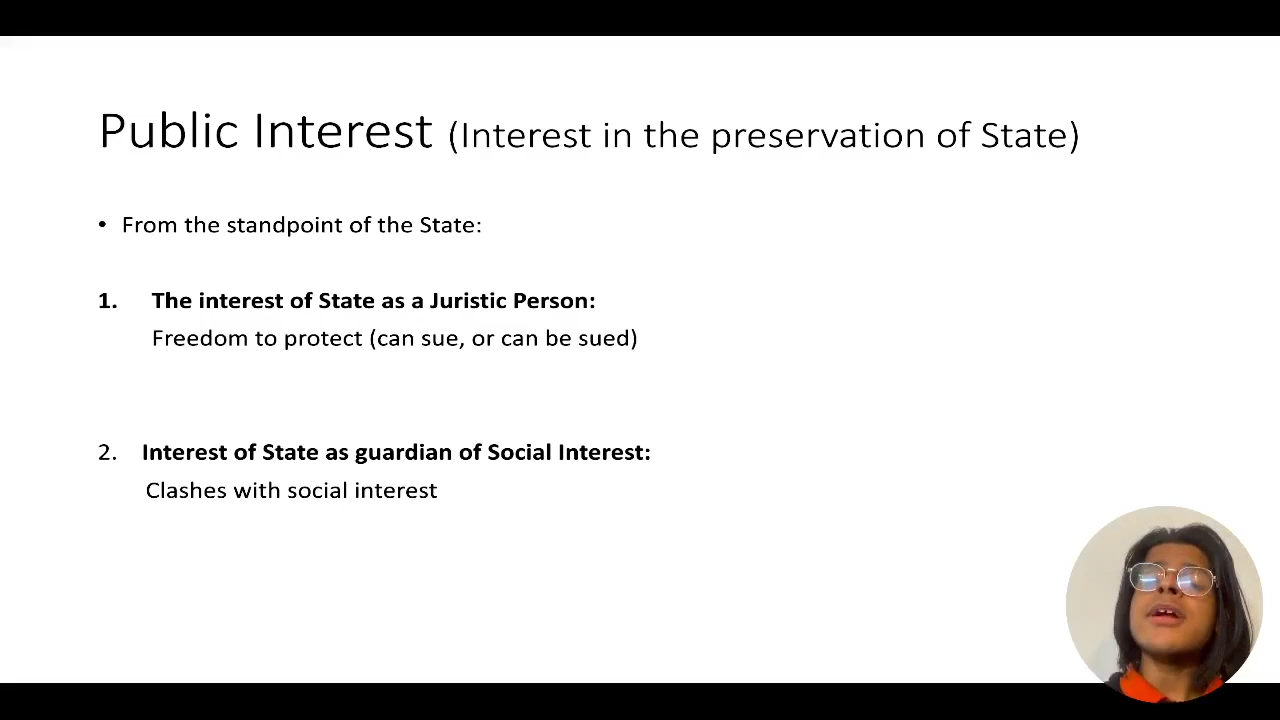 Public Interest (Interest in the preservation of State)
• From the standpoint of the State:
1. The interest of State as a Juristic Person:
Freedom to protect (can sue, or can be sued)
2. Interest of State as guardian of Social Interest:
Clashes with social interest